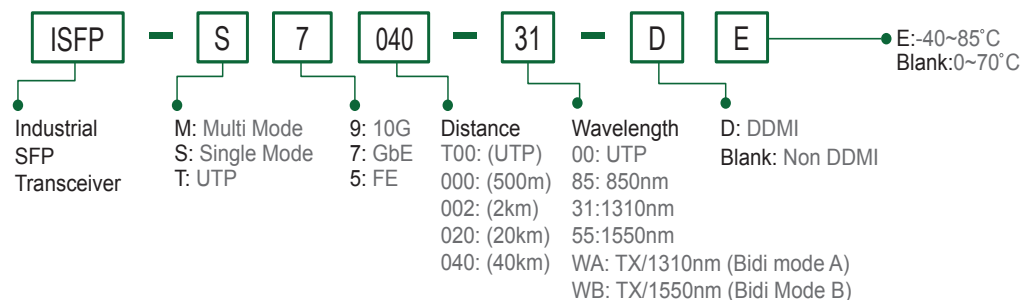 ISFP - S 7 040 - 31 - D E
E:-40~85˚C
Blank:0~70˚C
Industrial
SFP
Transceiver
M: Multi Mode
S: Single Mode
T: UTP
9: 10G
7: GbE
5: FE
Distance
T00: (UTP)
000: (500m)
002: (2km)
020: (20km)
040: (40km)
Wavelength
00: UTP
85: 850nm
31:1310nm
55:1550nm
WA: TX/1310nm (Bidi mode A)
WB: TX/1550nm (Bidi Mode B)
D: DDMI
Blank: Non DDMI